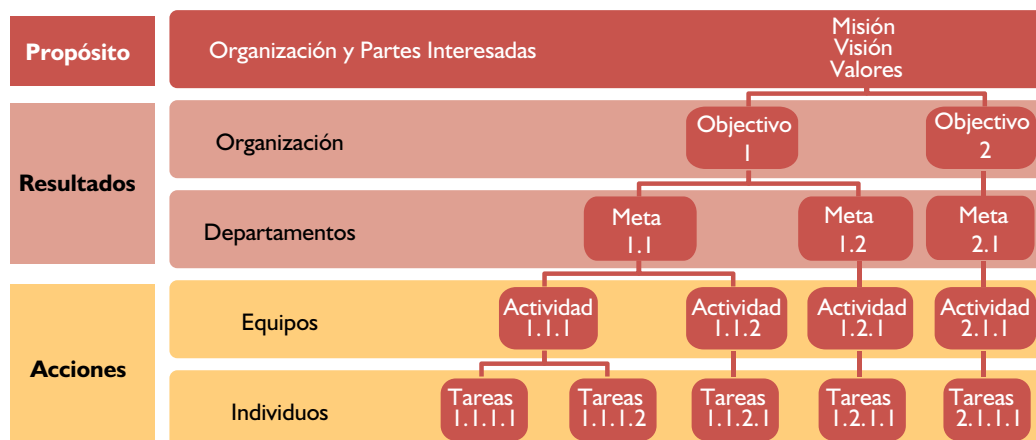 Propósito
Organización y Partes Interesadas
Misión
Visión
Valores
Resultados
Organización
Objectivo
1
Objectivo
2
Departamentos
Meta
1.1
Meta
1.2
Meta
2.1
Acciones
Equipos
Actividad
1.1.1
Actividad
1.1.2
Actividad
1.2.1
Actividad
2.1.1
Individuos
Tareas
1.1.1.1
Tareas
1.1.1.2
Tareas
1.1.2.1
Tareas
1.2.1.1
Tareas
2.1.1.1